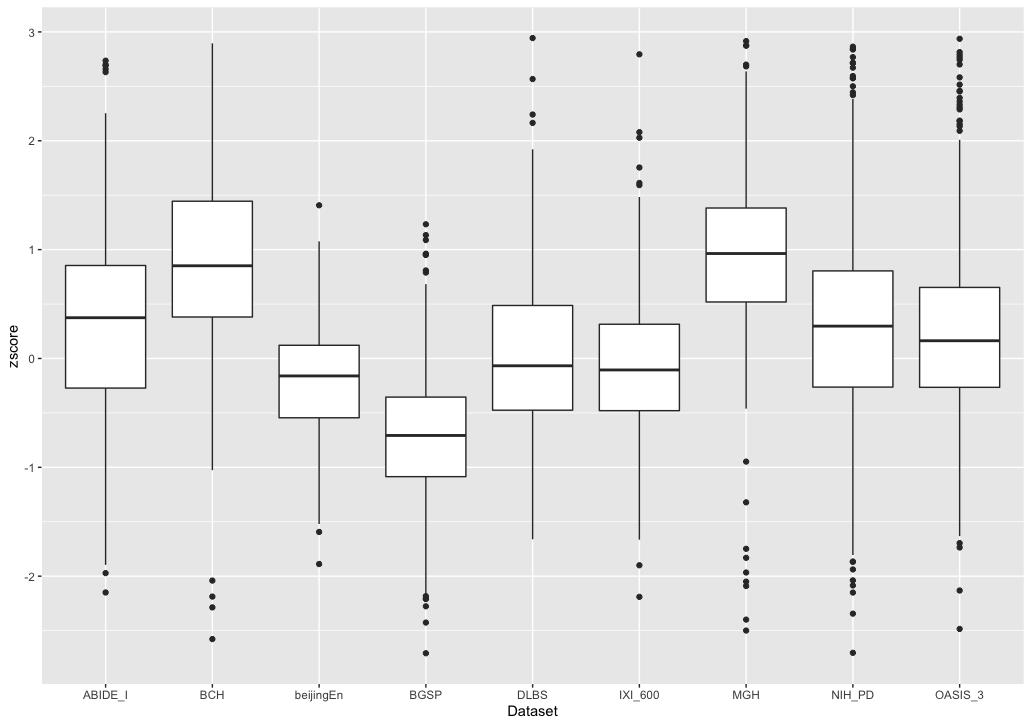 3
2
1
0
-1
-2
zscore
ABIDE_I BCH beijingEn BGSP DLBS IXI_600 MGH NIH_PD OASIS_3
Dataset